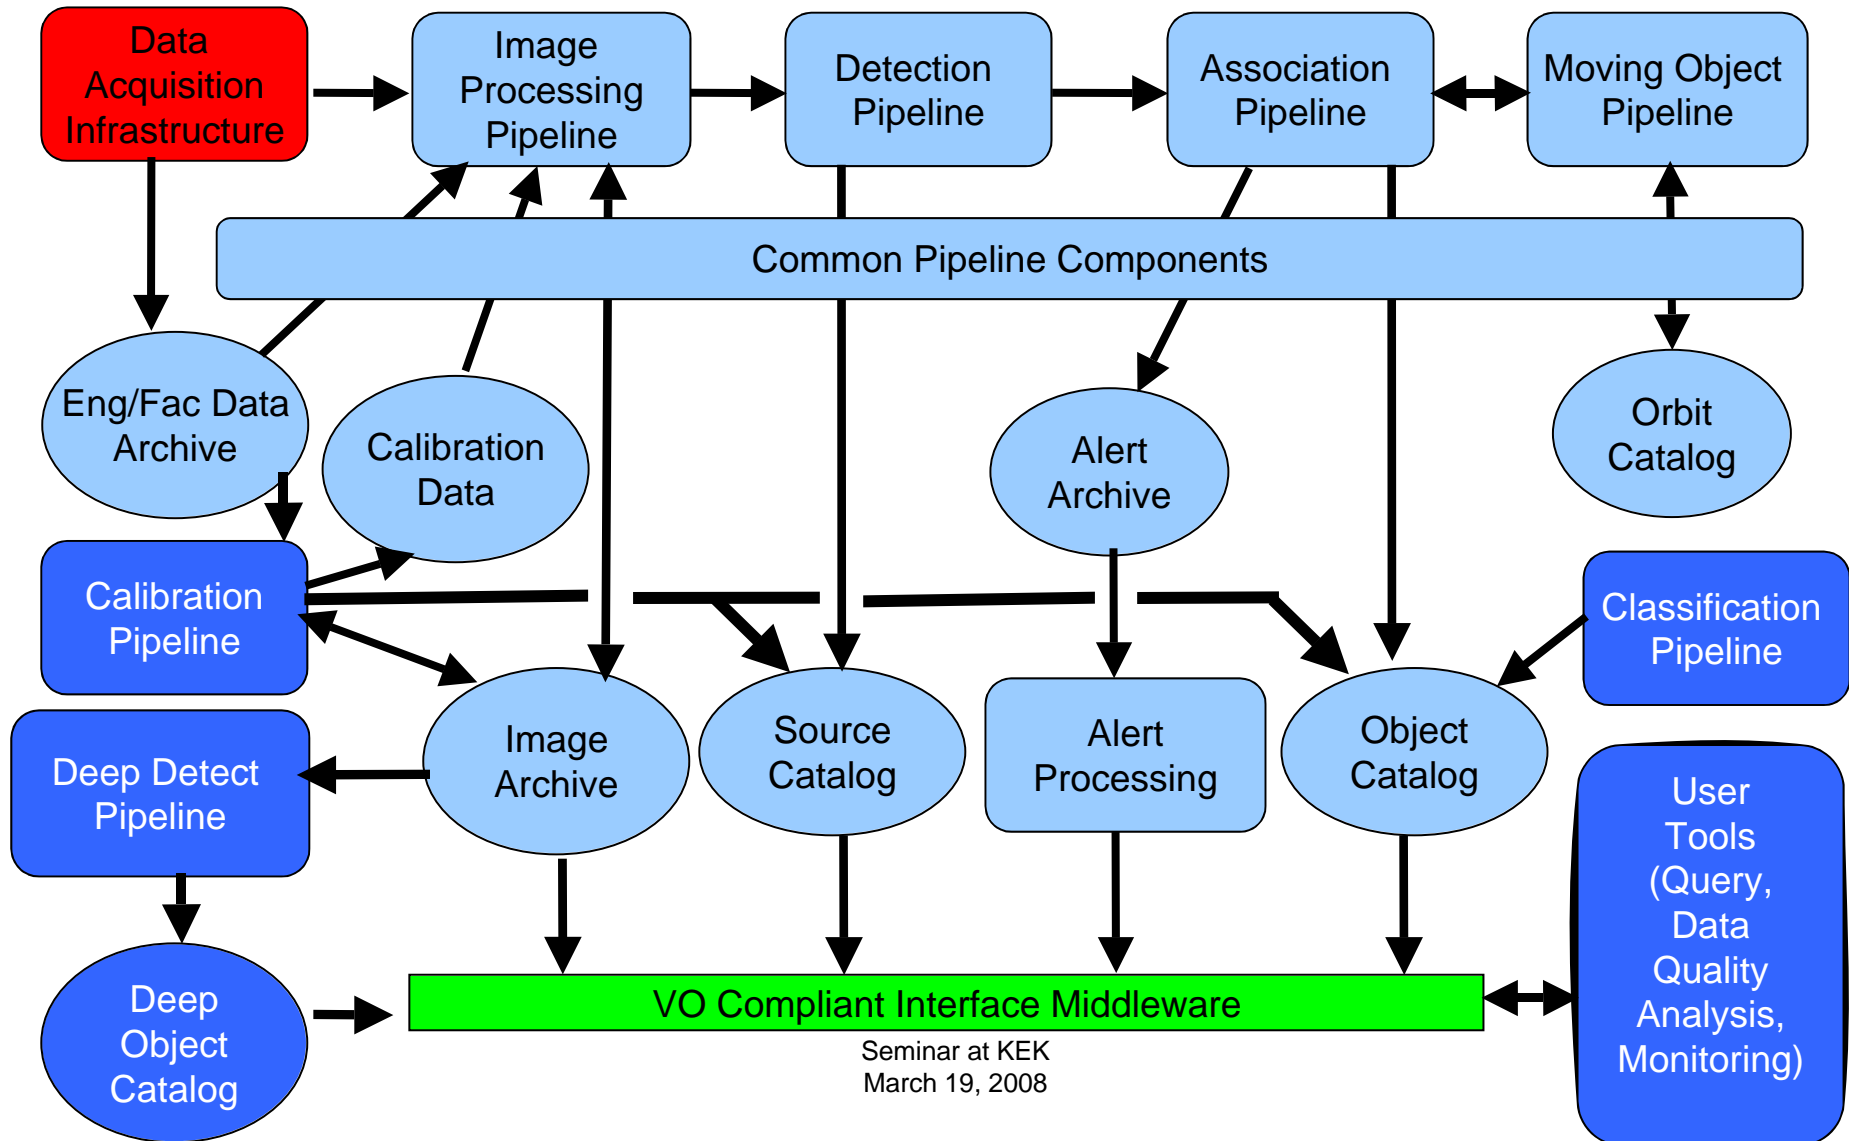 Data
Acquisition
Infrastructure
Image
Processing
Pipeline
Detection
Pipeline
Association
Pipeline
Moving Object
Pipeline
Common Pipeline Components
Eng/Fac Data
Archive
Calibration
Data
Alert
Archive
Orbit
Catalog
Calibration
Pipeline
Classification
Pipeline
Deep Detect
Pipeline
Image
Archive
Source
Catalog
Alert
Processing
Object
Catalog
User
Tools
(Query,
Data
Quality
Analysis,
Monitoring)
Deep
Object
Catalog
VO Compliant Interface Middleware
Seminar at KEK
March 19, 2008